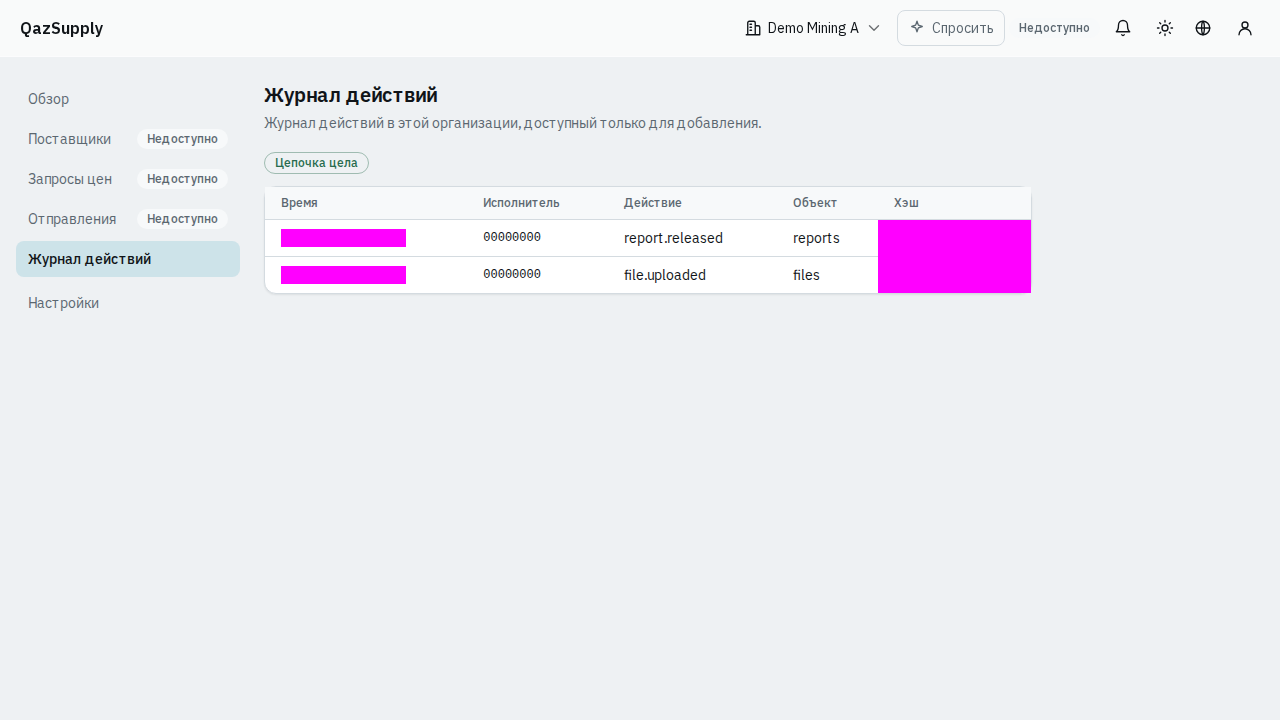 QazSupply
Demo Mining A
Спросить
Недоступно
Обзор
Поставщики Недоступно
Запросы цен Недоступно
Отправления Недоступно
Журнал действий
Настройки
Журнал действий
Журнал действий в этой организации, доступный только для добавления.
Цепочка цела
Время Исполнитель Действие Объект Хэш
00000000 report.released reports
00000000 file.uploaded files